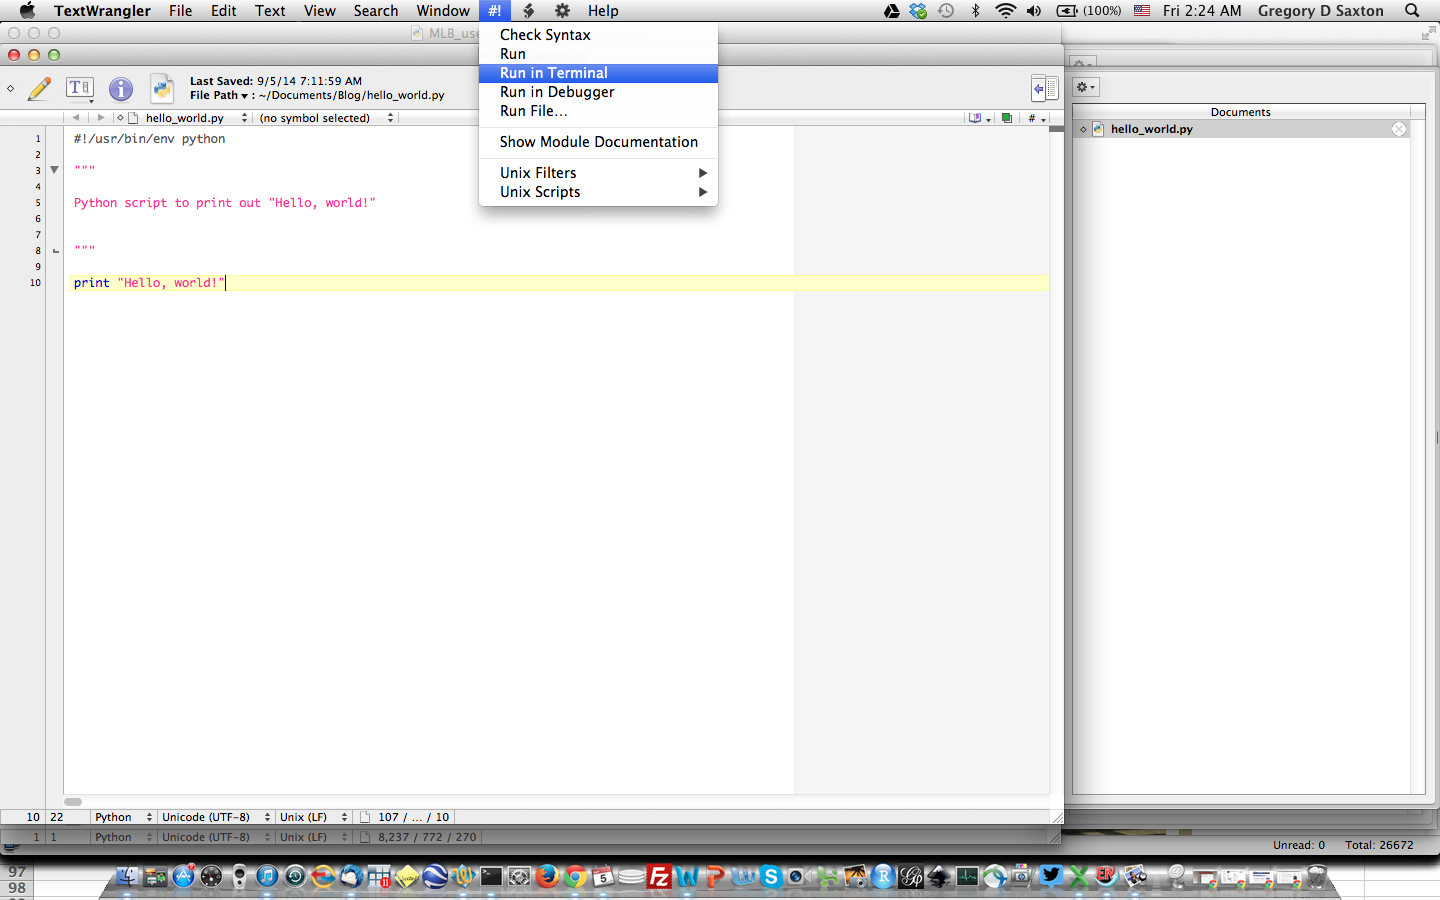 TextWrangler File Edit Text View Search Window #! Help (100%) Fri 2:24 AM Gregory D Saxton
MLB_use
Check Syntax
Run
Run in Terminal
Run in Debugger
Run File…
Show Module Documentation
Unix Filters
Unix Scripts
Last Saved: 9/5/14 7:11:59 AM
File Path : ~/Documents/Blog/hello_world.py
hello_world.py (no symbol selected) #
Documents
hello_world.py
1 #!/usr/bin/env python
2
3 """
4
5 Python script to print out "Hello, world!"
6
7
8 """
9
10 print "Hello, world!"
10 22 Python Unicode (UTF-8) Unix (LF) 107 / ... / 10
1 1 Python Unicode (UTF-8) Unix (LF) 8,237 / 772 / 270
Unread: 0 Total: 26672
97
98